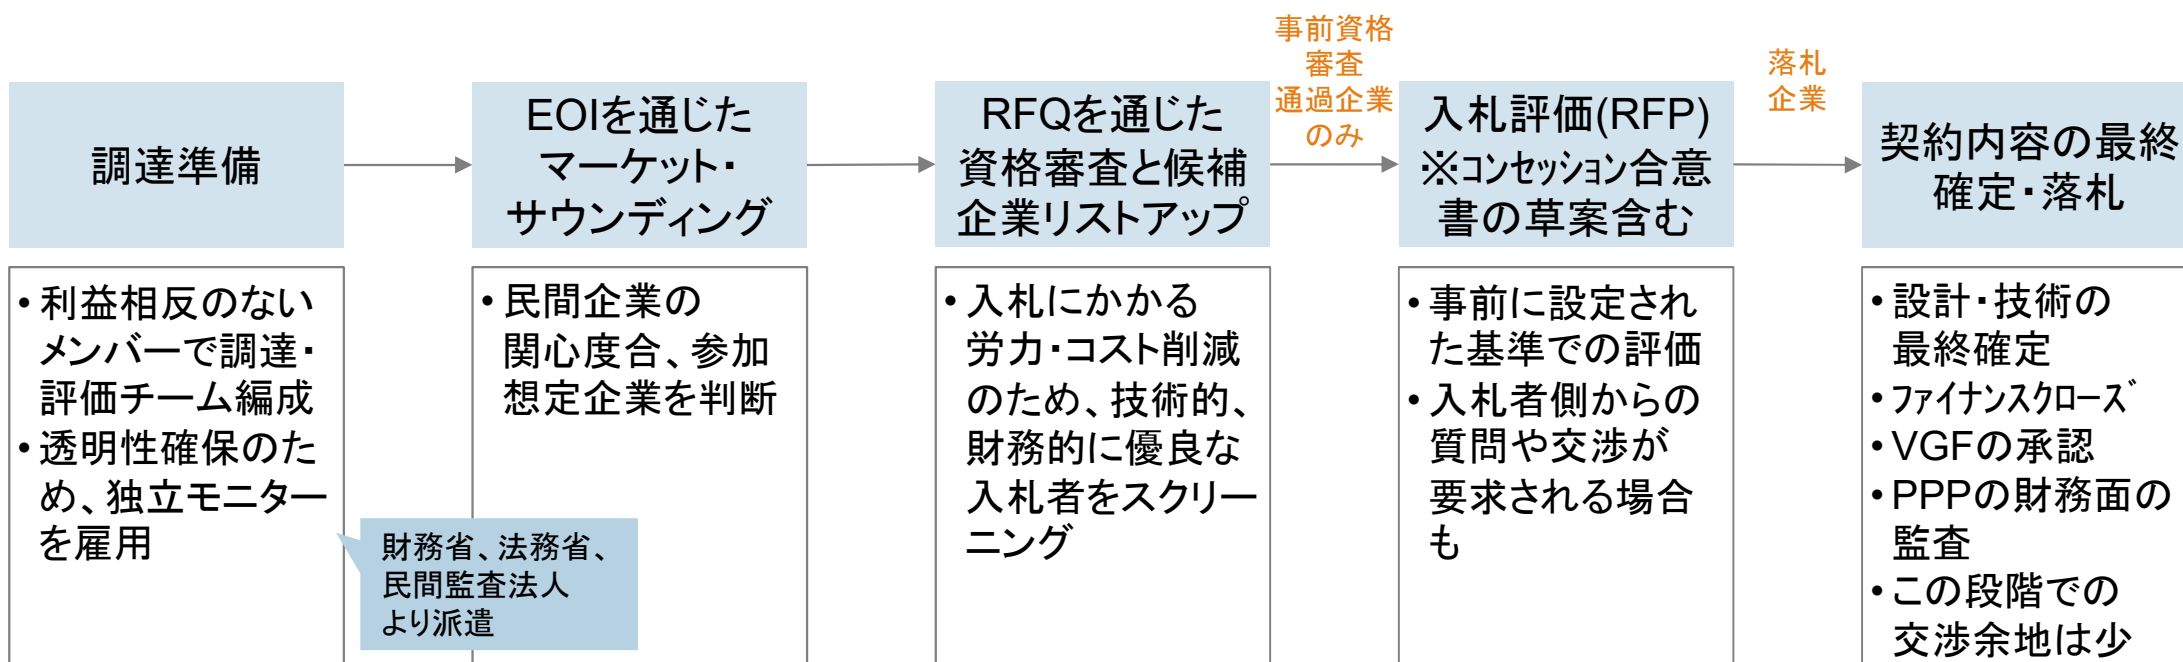 調達準備
EOIを通じた
マーケット・
サウンディング
RFQを通じた
資格審査と候補
企業リストアップ
事前資格
審査
通過企業
のみ
入札評価(RFP)
※コンセッション合意
書の草案含む
落札
企業
契約内容の最終
確定・落札
• 利益相反のない
メンバーで調達・
評価チーム編成
• 透明性確保のた
め、独立モニター
を雇用
財務省、法務省、
民間監査法人
より派遣
• 民間企業の
関心度合、参加
想定企業を判断
• 入札にかかる
労力・コスト削減
のため、技術的、
財務的に優良な
入札者をスクリー
ニング
• 事前に設定され
た基準での評価
• 入札者側からの
質問や交渉が
要求される場合
も
• 設計・技術の
最終確定
• ﾌｧｲﾅﾝｽｸﾛｰｽﾞ
• VGFの承認
• PPPの財務面の
監査
• この段階での
交渉余地は少